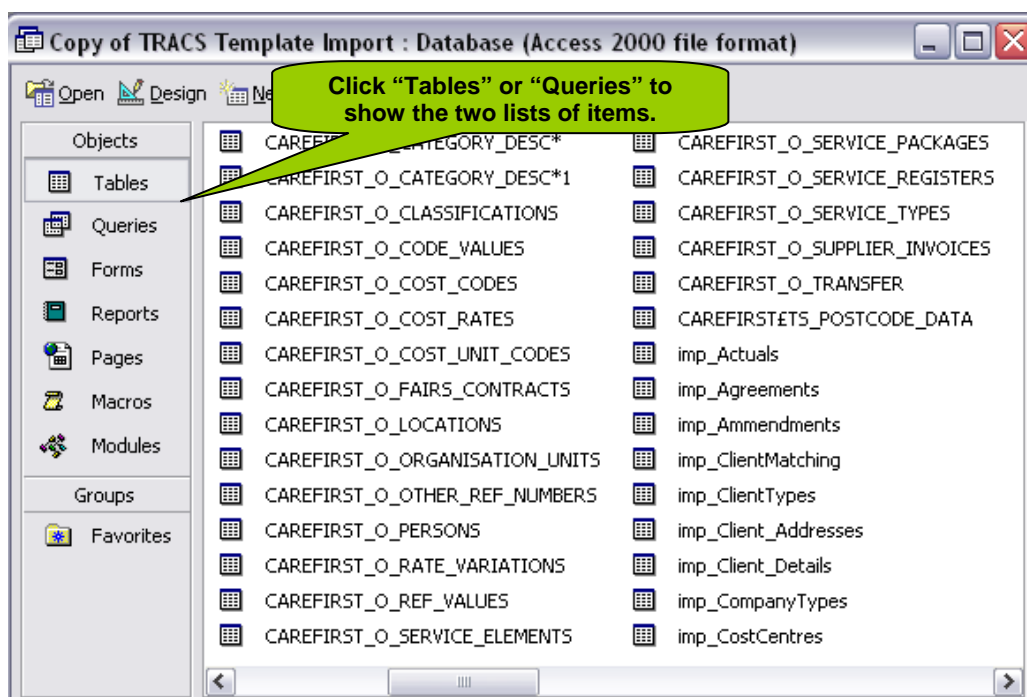 Copy of TRACS Template Import : Database (Access 2000 file format)
Open Design
Click “Tables” or “Queries” to
show the two lists of items.
Objects
Tables
Queries
Forms
Reports
Pages
Macros
Modules
Groups
Favorites
CAREFIRST_O_CATEGORY_DESC*
CAREFIRST_O_CATEGORY_DESC*1
CAREFIRST_O_CLASSIFICATIONS
CAREFIRST_O_CODE_VALUES
CAREFIRST_O_COST_CODES
CAREFIRST_O_COST_RATES
CAREFIRST_O_COST_UNIT_CODES
CAREFIRST_O_FAIRS_CONTRACTS
CAREFIRST_O_LOCATIONS
CAREFIRST_O_ORGANISATION_UNITS
CAREFIRST_O_OTHER_REF_NUMBERS
CAREFIRST_O_PERSONS
CAREFIRST_O_RATE_VARIATIONS
CAREFIRST_O_REF_VALUES
CAREFIRST_O_SERVICE_ELEMENTS
CAREFIRST_O_SERVICE_PACKAGES
CAREFIRST_O_SERVICE_REGISTERS
CAREFIRST_O_SERVICE_TYPES
CAREFIRST_O_SUPPLIER_INVOICES
CAREFIRST_O_TRANSFER
CAREFIRST£TS_POSTCODE_DATA
imp_Actuals
imp_Agreements
imp_Ammendments
imp_ClientMatching
imp_ClientTypes
imp_Client_Addresses
imp_Client_Details
imp_CompanyTypes
imp_CostCentres